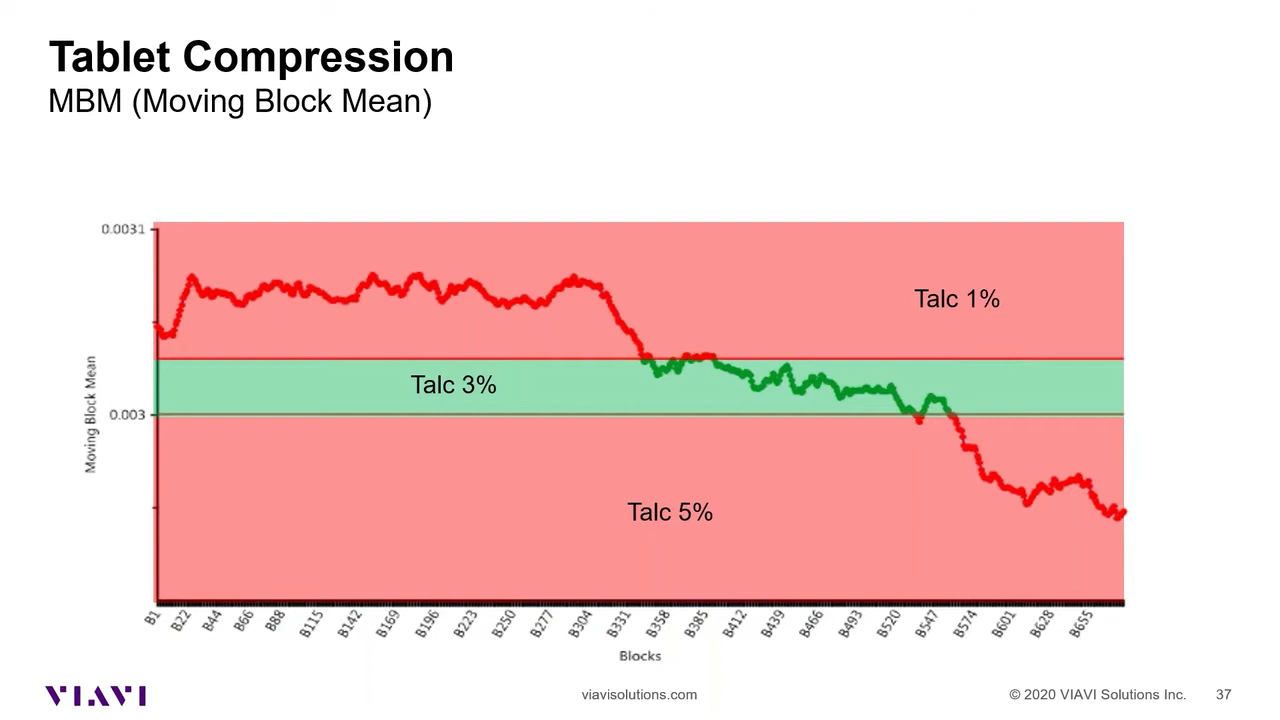 Tablet Compression
MBM (Moving Block Mean)
0.0031
0.003
Moving Block Mean
Talc 1%
Talc 3%
Talc 5%
B1 B22 B44 B66 B88 B115 B142 B169 B196 B223 B250 B277 B304 B331 B358 B385 B412 B439 B466 B493 B520 B547 B574 B601 B628 B655
Blocks
VIAVI
viavisolutions.com
© 2020 VIAVI Solutions Inc.
37